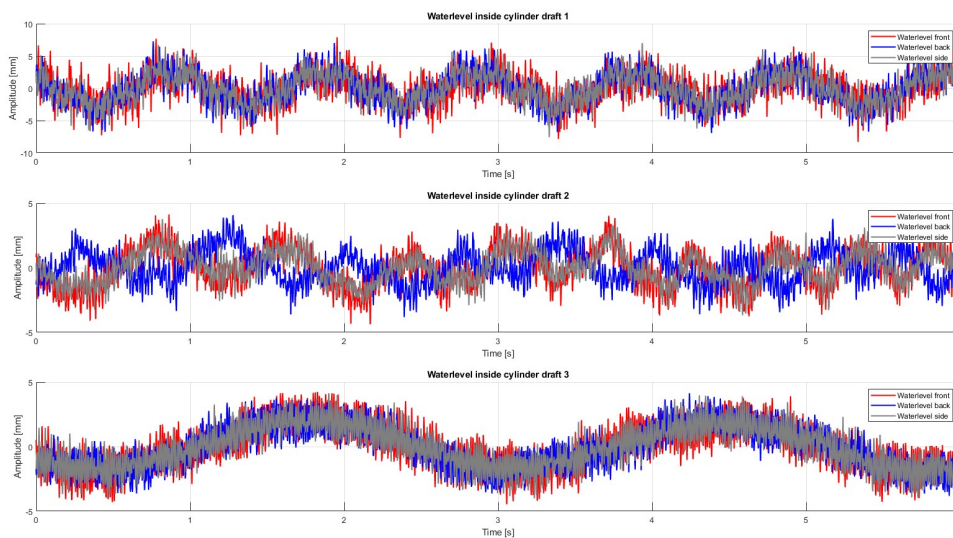 Waterlevel inside cylinder draft 1
10
5
0
-5
-10
Amplitude [mm]
0 1 2 3 4 5
Time [s]
Waterlevel front
Waterlevel back
Waterlevel side
Waterlevel inside cylinder draft 2
5
0
-5
Amplitude [mm]
0 1 2 3 4 5
Time [s]
Waterlevel front
Waterlevel back
Waterlevel side
Waterlevel inside cylinder draft 3
5
0
-5
Amplitude [mm]
0 1 2 3 4 5
Time [s]
Waterlevel front
Waterlevel back
Waterlevel side